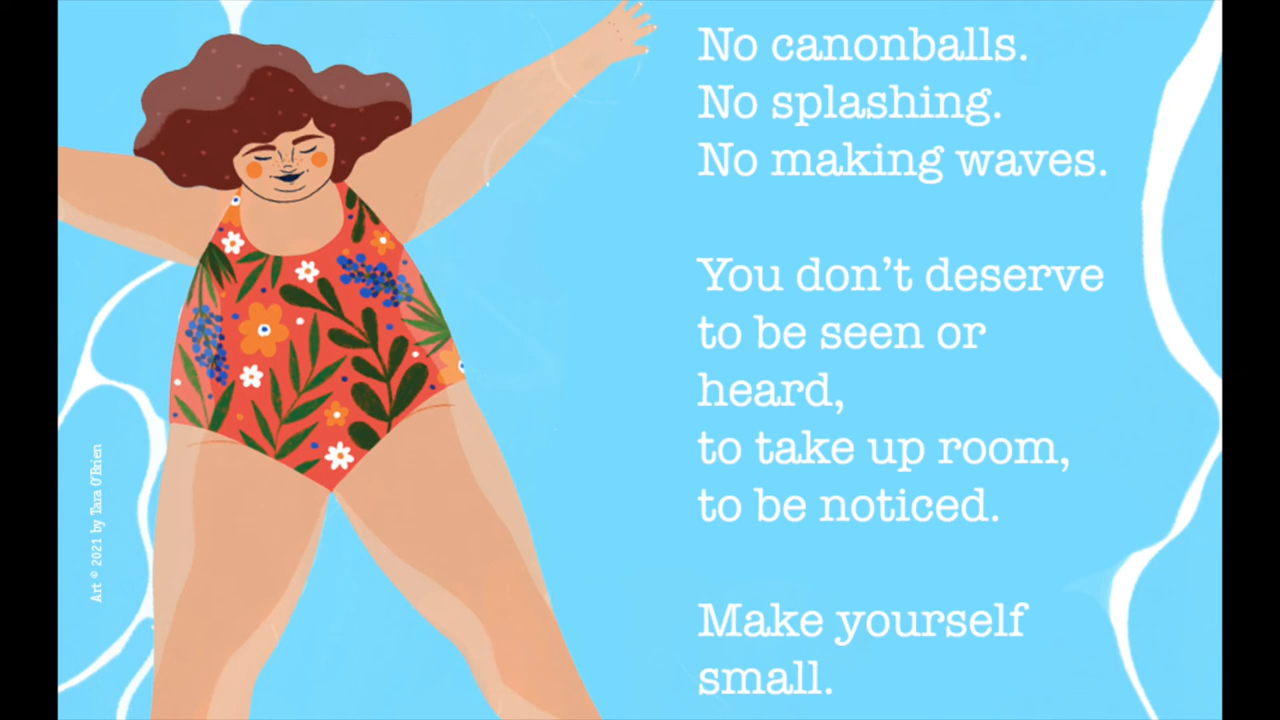 No canonballs.
No splashing.
No making waves.
You don’t deserve
to be seen or
heard,
to take up room,
to be noticed.
Make yourself
small.
Art © 2021 by Tara O'Brien